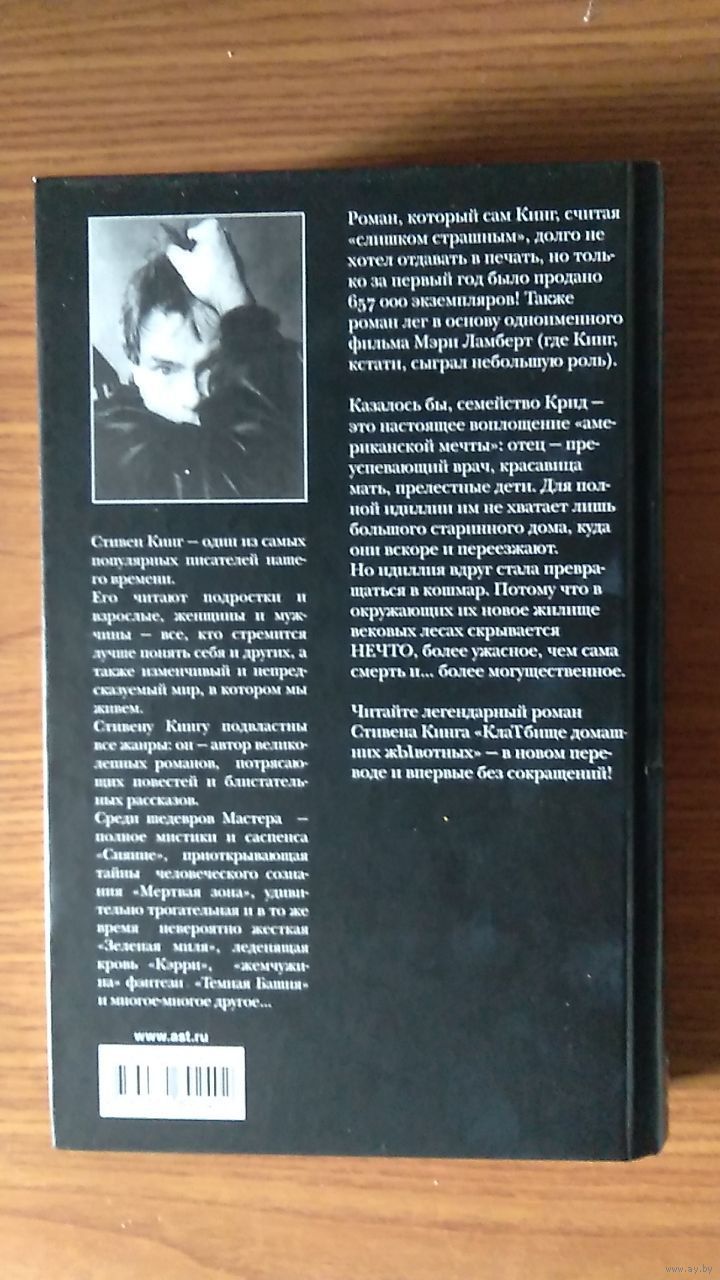 Роман, который сам Кинг, считая
«слишком страшным», долго не
хотел отдавать в печать, но толь-
ко за первый год было продано
657 000 экземпляров! Также
роман лег в основу одноименного
фильма Мэри Ламберт (где Кинг,
кстати, сыграл небольшую роль).
Казалось бы, семейство Крид —
это настоящее воплощение «аме-
риканской мечты»: отец — пре-
успевающий врач, красавица
мать, прелестные дети. Для пол-
ной идиллии им не хватает лишь
большого старинного дома, куда
они вскоре и переезжают.
Но идиллия вдруг стала превра-
щаться в кошмар. Потому что в
окружающих их новое жилище
вековых лесах скрывается
НЕЧТО, более ужасное, чем сама
смерть и... более могущественное.
Читайте легендарный роман
Стивена Кинга «КлаТбище домаш-
них жЫвотных» — в новом пере-
воде и впервые без сокращений!
Стивен Кинг — один из самых
популярных писателей наше-
го времени.
Его читают подростки и
взрослые, женщины и муж-
чины — все, кто стремится
лучше понять себя и других, а
также изменчивый и непред-
сказуемый мир, в котором мы
живем.
Стивену Кингу подвластны
все жанры: он — автор велико-
лепных романов, потрясаю-
щих повестей и блистатель-
ных рассказов.
Среди шедевров Мастера —
полное мистики и саспенса
«Сияние», приоткрывающая
тайны человеческого созна-
ния «Мертвая зона», удиви-
тельно трогательная и в то же
время невероятно жесткая
«Зеленая миля», леденящая
кровь «Кэрри», «жемчужи-
на» фэнтези «Темная Башня»
и многое-многое другое...
www.ast.ru
www.ay.by